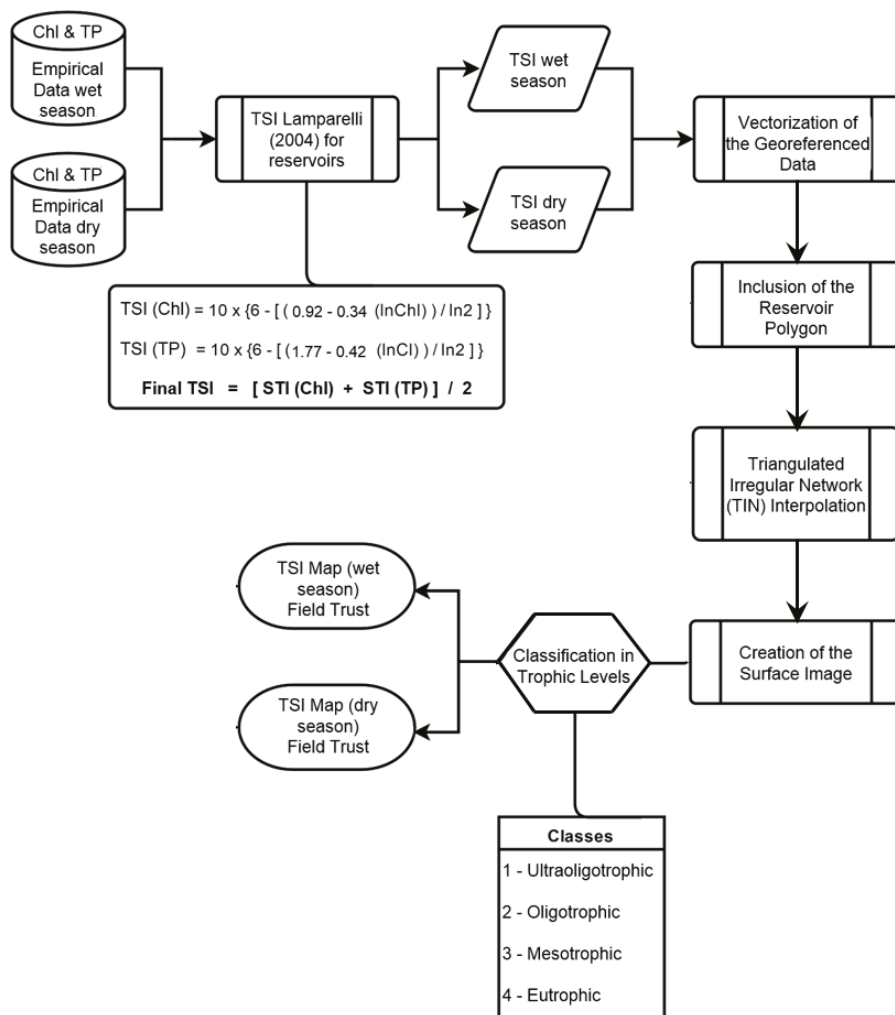 Chl & TP
Empirical
Data wet
season
Chl & TP
Empirical
Data dry
season
TSI Lamparelli
(2004) for
reservoirs
TSI wet
season
TSI dry
season
Vectorization of
the Georeferenced
Data
TSI (Chl) = 10 x {6 - [ ( 0.92 - 0.34 (lnChl) ) / ln2 ] }
TSI (TP) = 10 x {6 - [ (1.77 - 0.42 (lnCl) ) / ln2 ] }
Final TSI = [ STI (Chl) + STI (TP) ] / 2
Inclusion of the
Reservoir
Polygon
Triangulated
Irregular Network
(TIN) Interpolation
Creation of the
Surface Image
Classification in
Trophic Levels
TSI Map (wet
season)
Field Trust
TSI Map (dry
season)
Field Trust
Classes
1 - Ultraoligotrophic
2 - Oligotrophic
3 - Mesotrophic
4 - Eutrophic